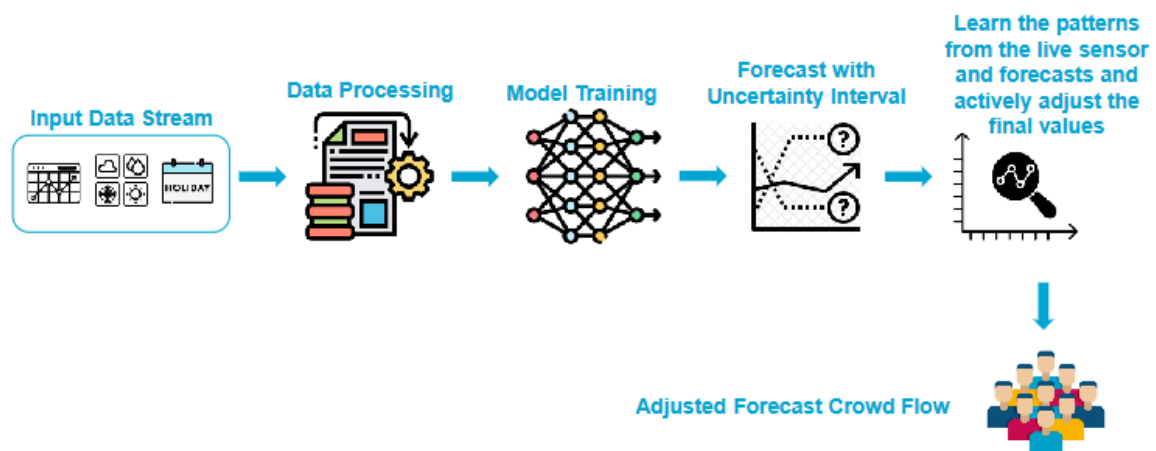 Input Data Stream
HOLIDAY
Data Processing
Model Training
Forecast with
Uncertainty Interval
?
?
Learn the patterns
from the live sensor
and forecasts and
actively adjust the
final values
Adjusted Forecast Crowd Flow